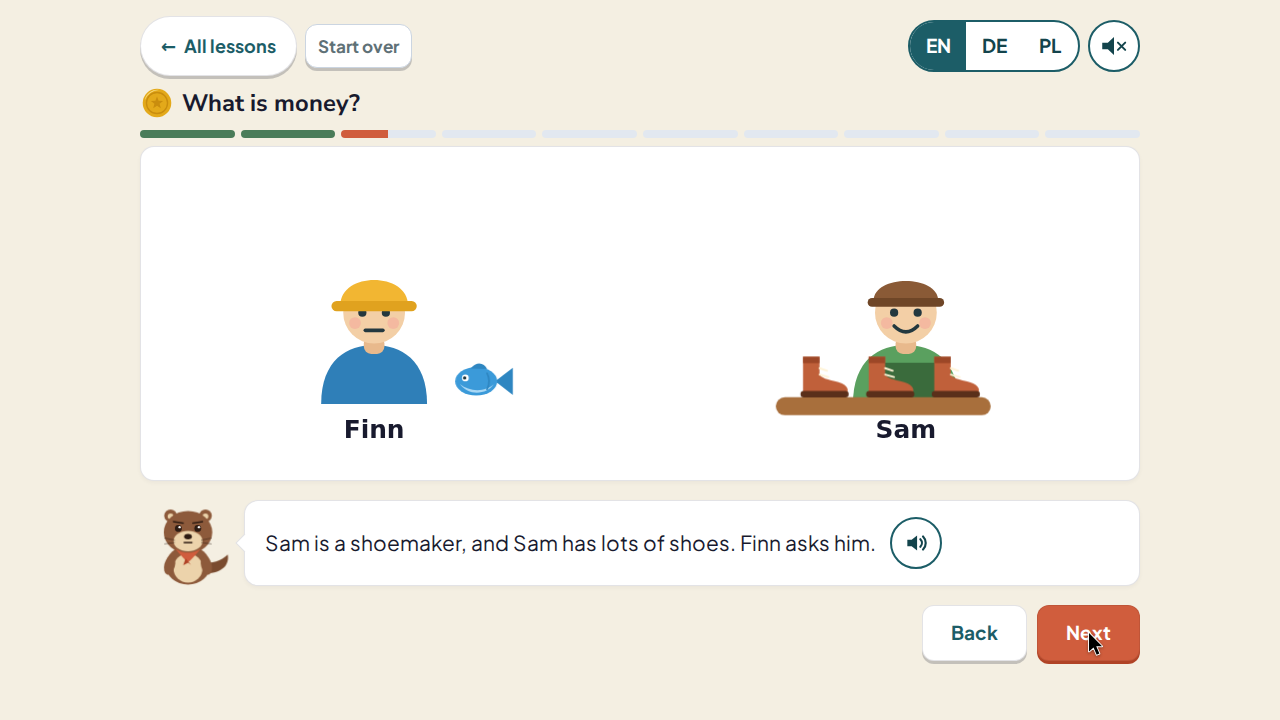 ← All lessons
Start over
EN
DE
PL
What is money?
Finn
Sam
Sam is a shoemaker, and Sam has lots of shoes. Finn asks him.
Back
Next